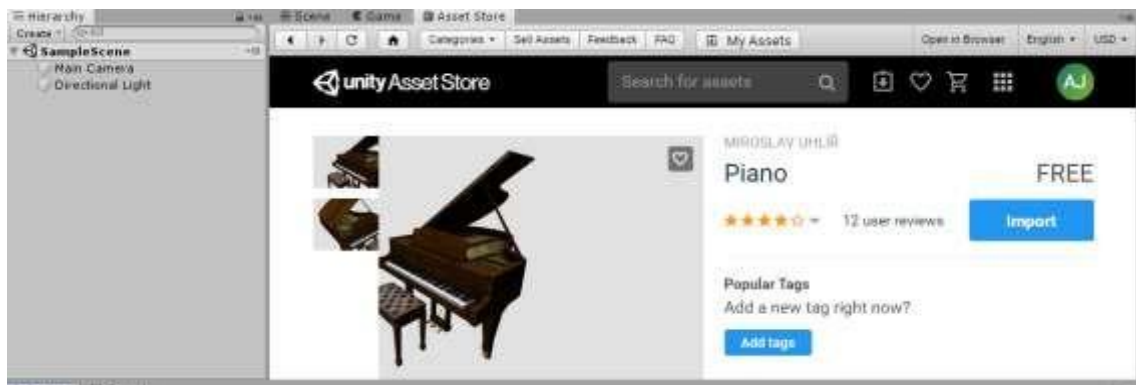 Hierarchy
Scene Game Asset Store
Create
Categories Sell Assets Feedback FAQ My Assets Open in Browser English USD
SampleScene
Main Camera
Directional Light
unity Asset Store
Search for assets
AJ
MIROSLAV UHLÍŘ
Piano
FREE
12 user reviews
Import
Popular Tags
Add a new tag right now?
Add tags